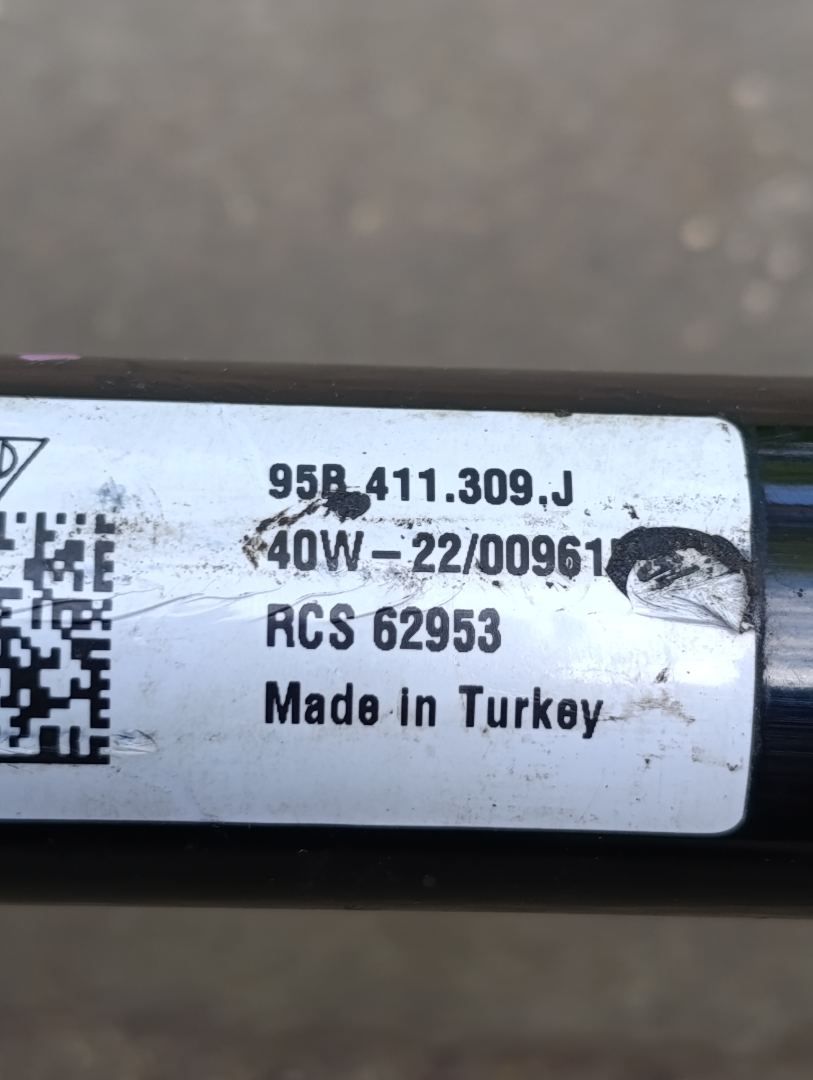 95B 411.309.J
40W-22/00961
RCS 62953
Made in Turkey